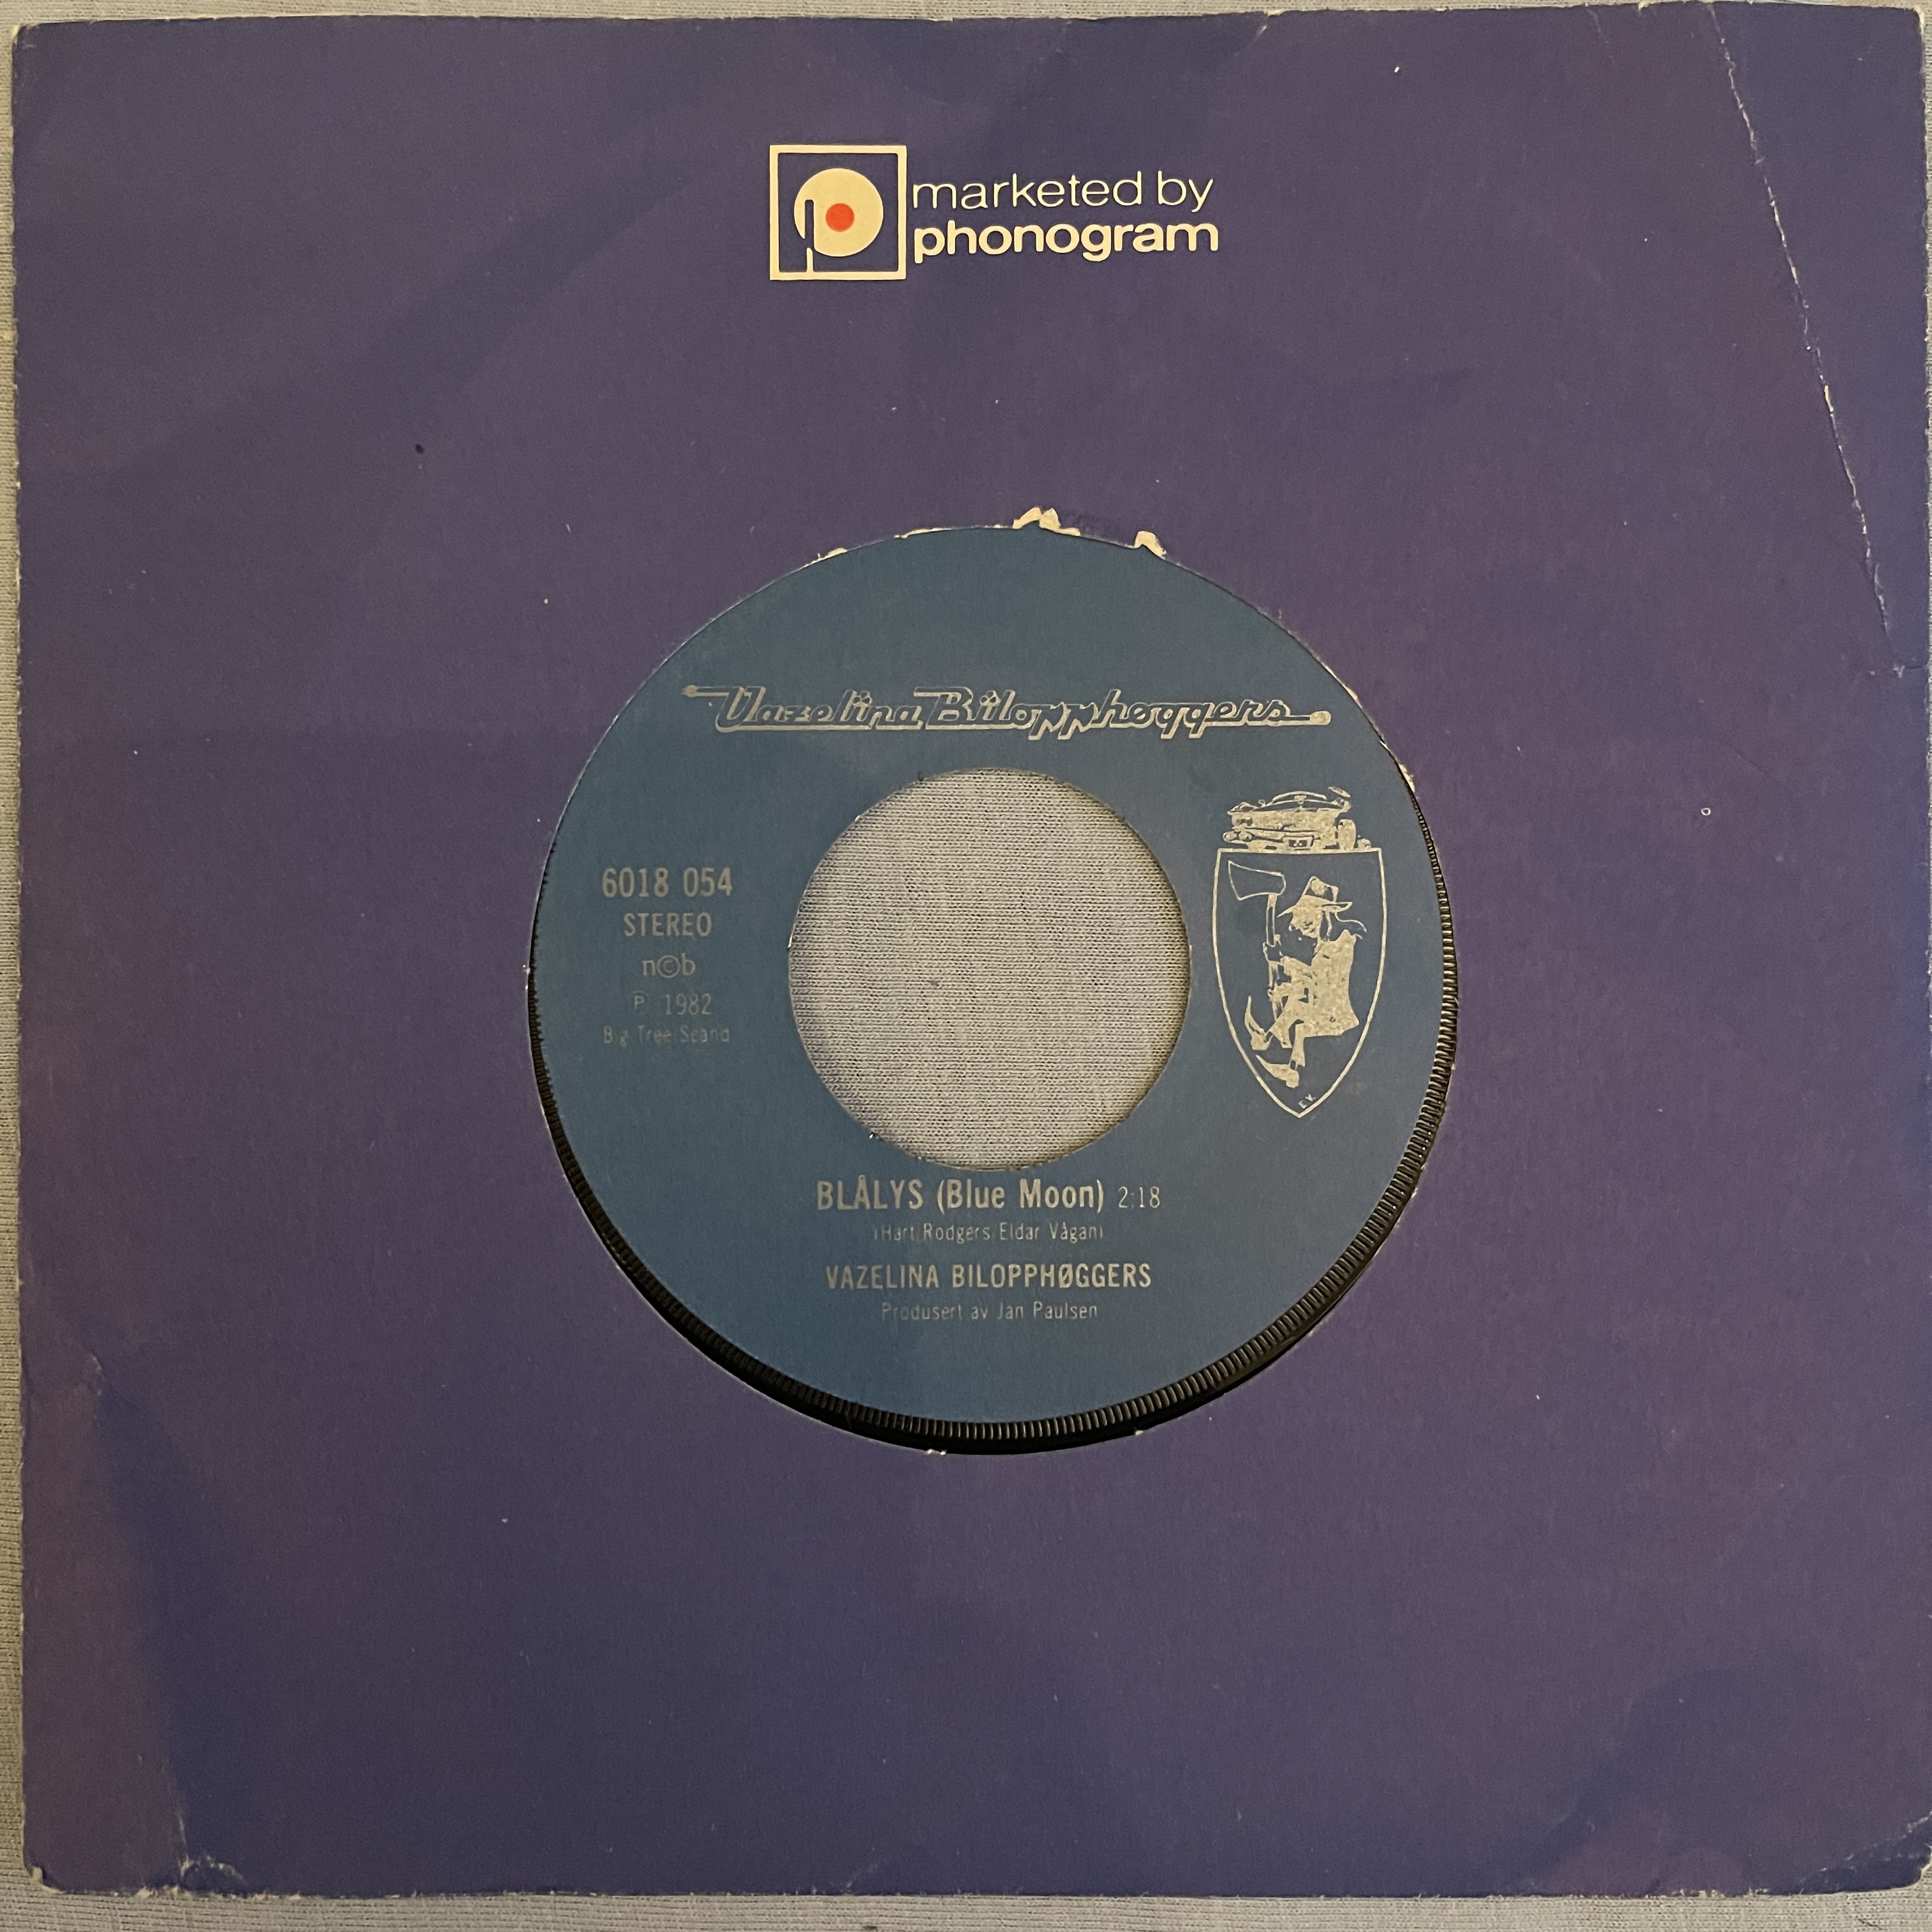 marketed by
phonogram
Vazelina Bilopphøggers
6018 054
STEREO
n©b
℗ 1982
Big Tree Scand
E.V.
BLÅLYS (Blue Moon) 2:18
(Hart/Rodgers/Eldar Vågan)
VAZELINA BILOPPHØGGERS
Produsert av Jan Paulsen